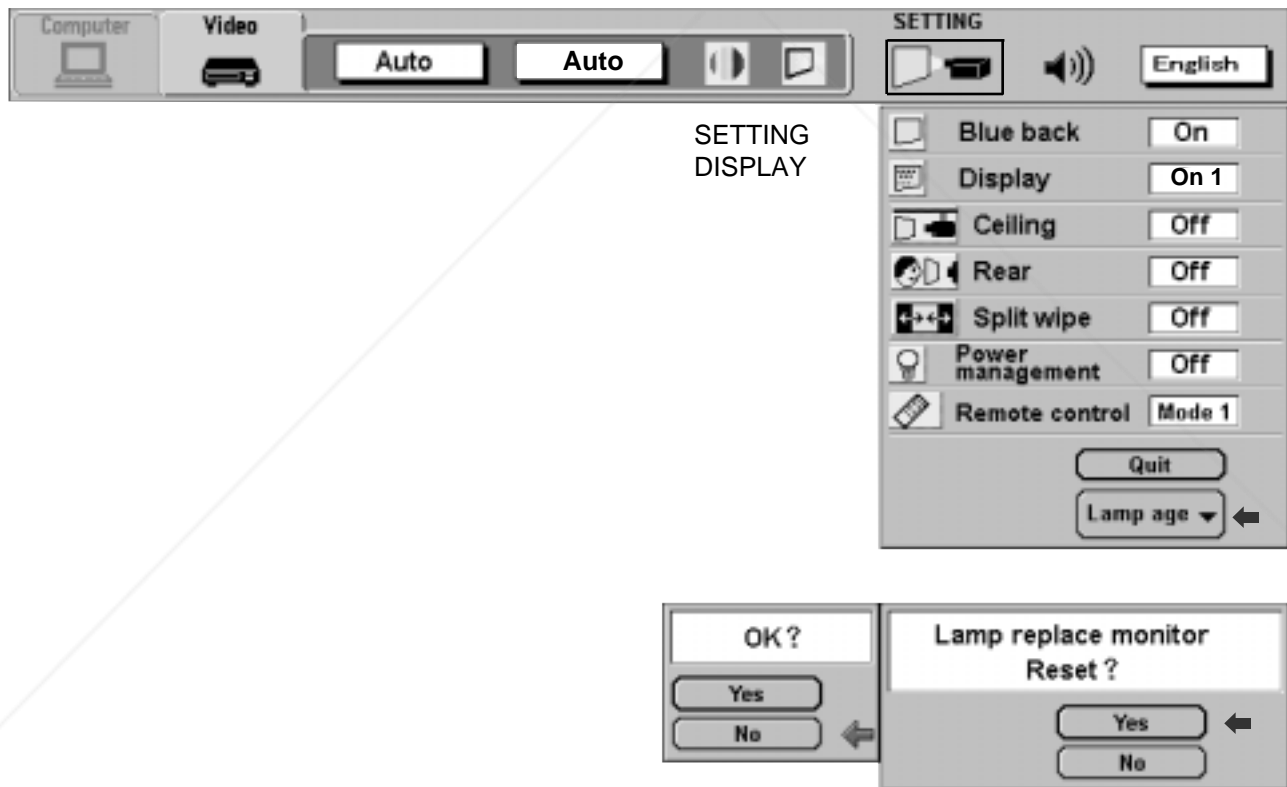 Computer
Video
Auto
Auto
SETTING
English
SETTING
DISPLAY
Blue back On
Display On 1
Ceiling Off
Rear Off
Split wipe Off
Power
management Off
Remote control Mode 1
Quit
Lamp age
OK?
Yes
No
Lamp replace monitor
Reset ?
Yes
No